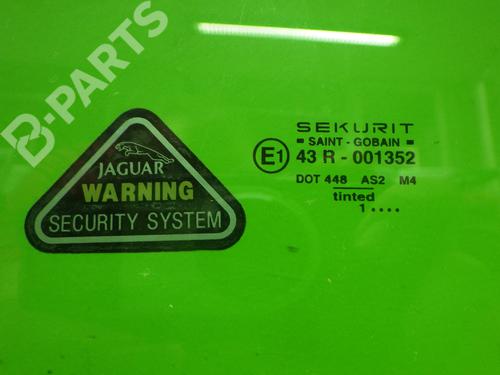 B-PARTS
JAGUAR
WARNING
SECURITY SYSTEM
SEKURIT
SAINT - GOBAIN
E1 43 R - 001352
DOT 448 AS2 M4
tinted
1 ....